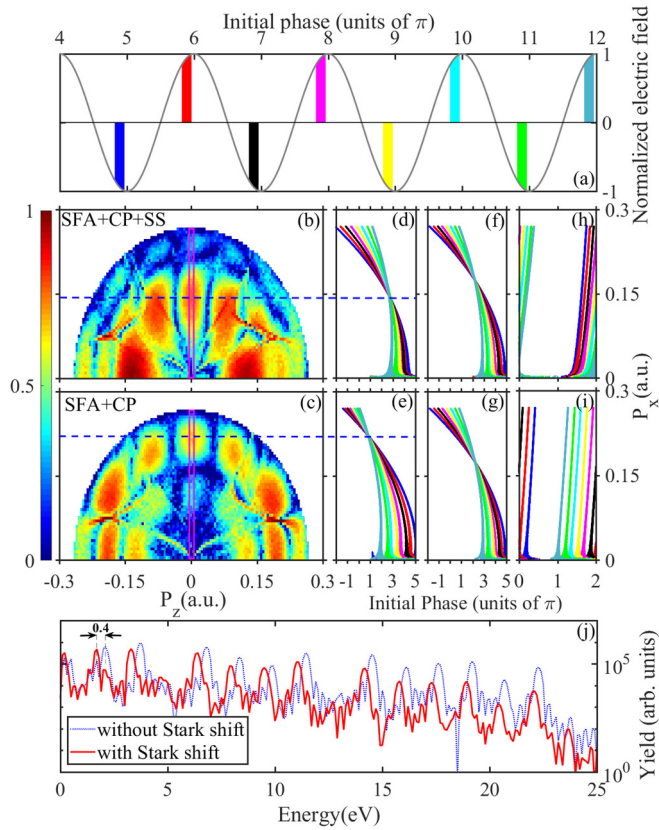 Initial phase (units of π)
4 5 6 7 8 9 10 11 12
Normalized electric field
1
0
-1
(a)
SFA+CP+SS
(b)
(d)
(f)
(h)
1
0.5
0
0.3
0.15
0
SFA+CP
(c)
(e)
(g)
(i)
P_x(a.u.)
0.3
0.15
0
-0.3 -0.15 0 0.15 0.3
-1 1 3 5
-1 1 3 5
0 1 2
P_z(a.u.)
Initial Phase (units of π)
0.4
(j)
without Stark shift
with Stark shift
10^5
10^0
Yield (arb. units)
0 5 10 15 20 25
Energy(eV)